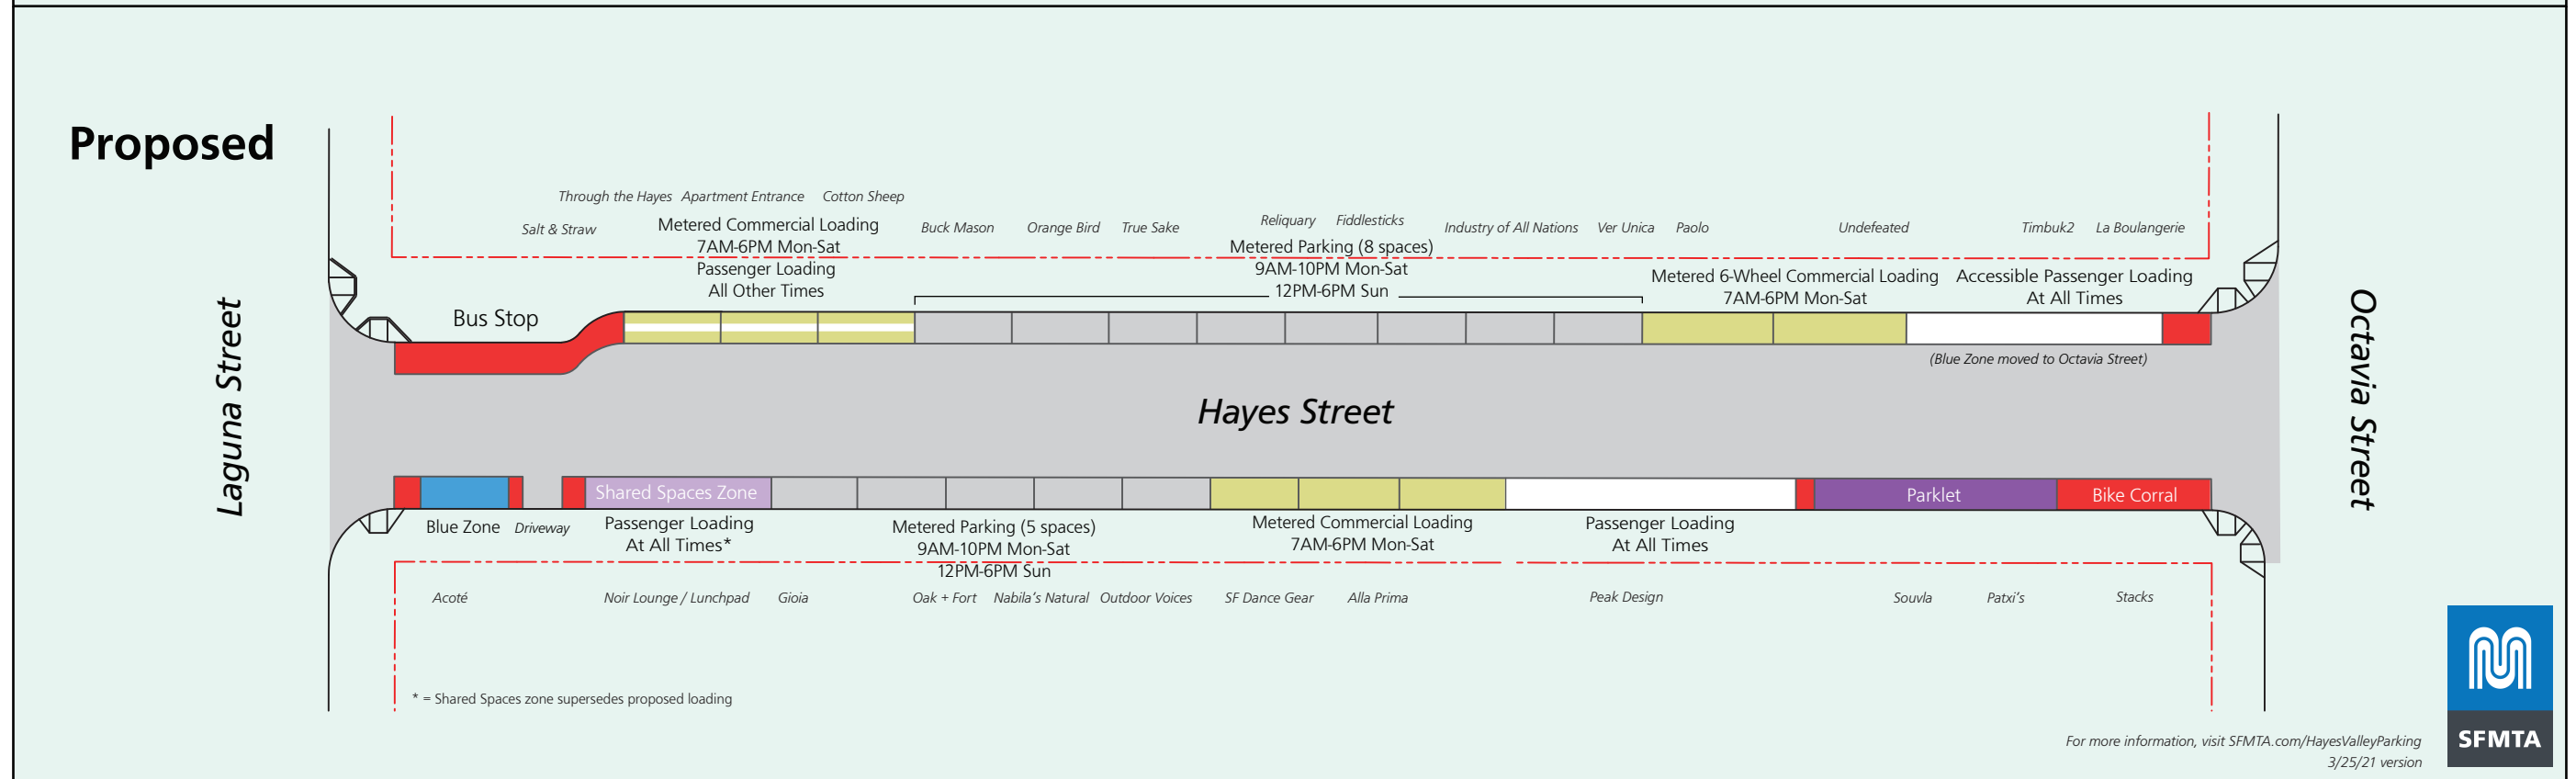 Proposed
Through the Hayes Apartment Entrance Cotton Sheep
Salt & Straw
Metered Commercial Loading
7AM-6PM Mon-Sat
Passenger Loading
All Other Times
Buck Mason Orange Bird True Sake
Reliquary Fiddlesticks
Metered Parking (8 spaces)
9AM-10PM Mon-Sat
12PM-6PM Sun
Industry of All Nations Ver Unica Paolo
Undefeated
Timbuk2 La Boulangerie
Metered 6-Wheel Commercial Loading
7AM-6PM Mon-Sat
Accessible Passenger Loading
At All Times
Bus Stop
(Blue Zone moved to Octavia Street)
Laguna Street
Hayes Street
Octavia Street
Shared Spaces Zone
Parklet
Bike Corral
Blue Zone
Driveway
Passenger Loading
At All Times*
Metered Parking (5 spaces)
9AM-10PM Mon-Sat
12PM-6PM Sun
Metered Commercial Loading
7AM-6PM Mon-Sat
Passenger Loading
At All Times
Acoté
Noir Lounge / Lunchpad
Gioia
Oak + Fort Nabila's Natural Outdoor Voices
SF Dance Gear Alla Prima
Peak Design
Souvla
Patxi's
Stacks
* = Shared Spaces zone supersedes proposed loading
For more information, visit SFMTA.com/HayesValleyParking
3/25/21 version
SFMTA